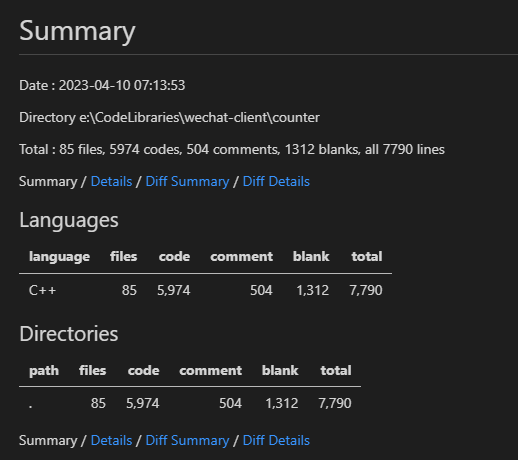 Summary
Date : 2023-04-10 07:13:53
Directory e:\CodeLibraries\wechat-client\counter
Total : 85 files, 5974 codes, 504 comments, 1312 blanks, all 7790 lines
Summary / Details / Diff Summary / Diff Details
Languages
language files code comment blank total
C++ 85 5,974 504 1,312 7,790
Directories
path files code comment blank total
. 85 5,974 504 1,312 7,790
Summary / Details / Diff Summary / Diff Details